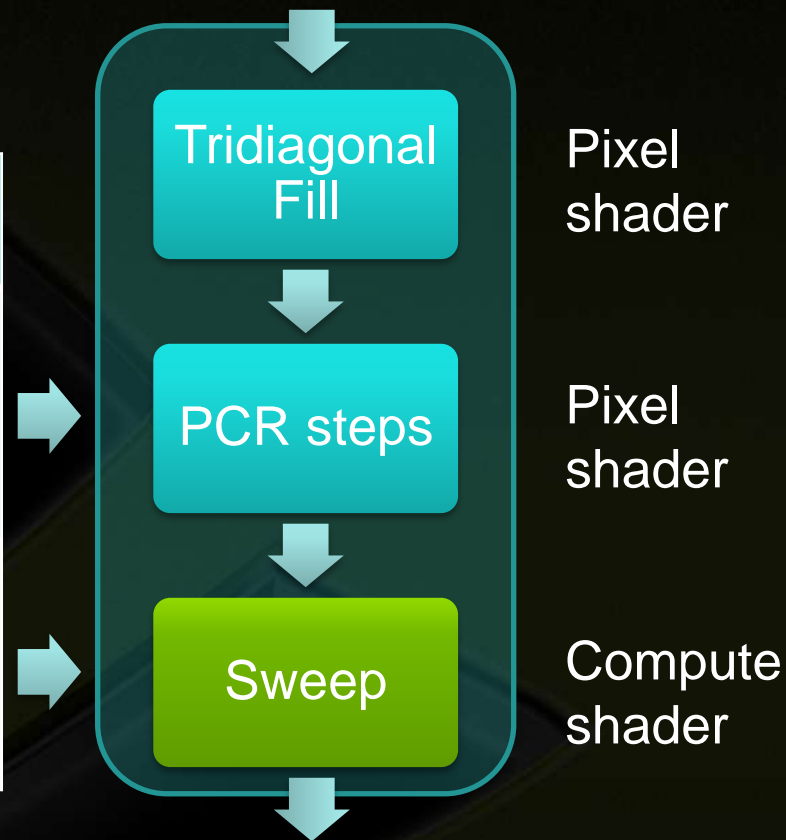 Tridiagonal
Fill
Pixel
shader
PCR steps
Pixel
shader
Sweep
Compute
shader